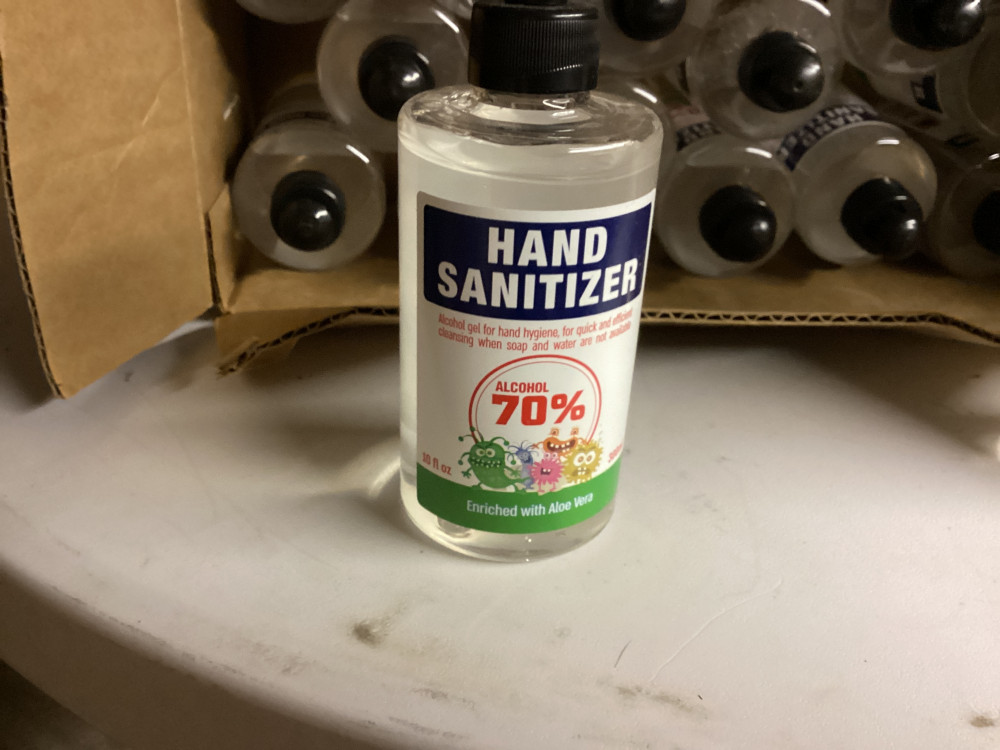 HAND
SANITIZER
Alcohol gel for hand hygiene, for quick and efficient
cleansing when soap and water are not available
ALCOHOL
70%
10 fl oz
Enriched with Aloe Vera
HAND